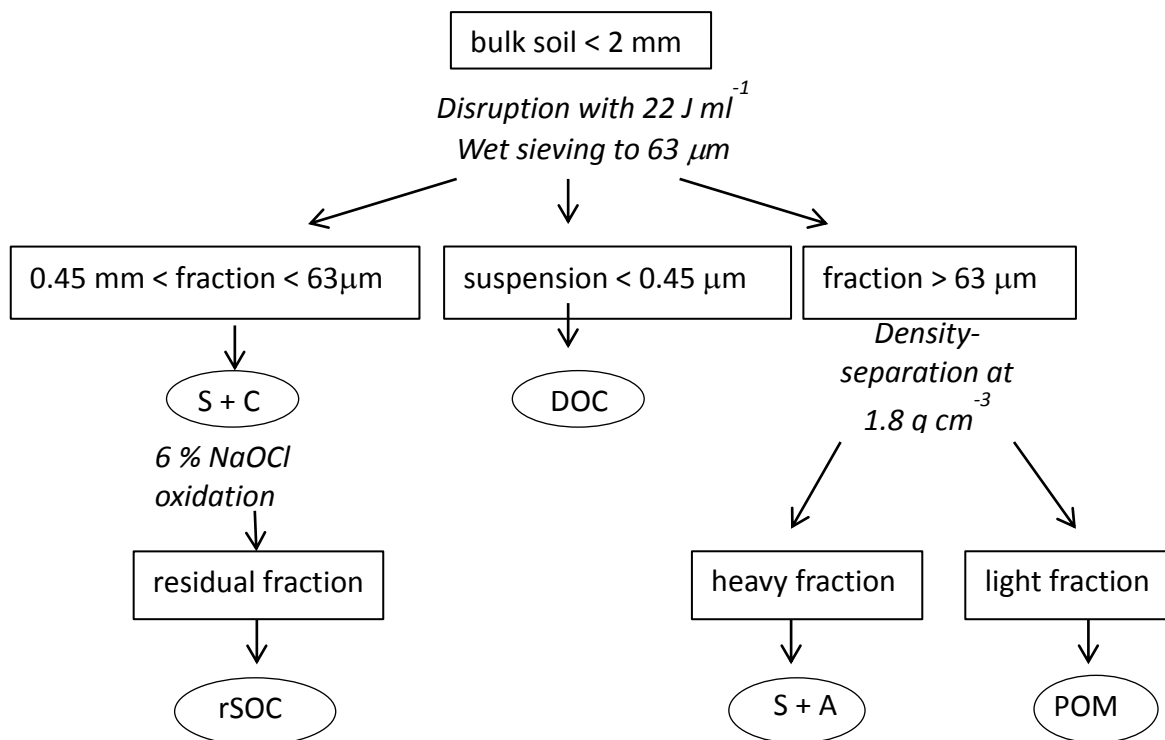 bulk soil < 2 mm
Disruption with 22 J ml⁻¹
Wet sieving to 63 µm
0.45 mm < fraction < 63µm
suspension < 0.45 µm
fraction > 63 µm
S + C
DOC
Density-
separation at
1.8 g cm⁻³
6 % NaOCl
oxidation
residual fraction
heavy fraction
light fraction
rSOC
S + A
POM